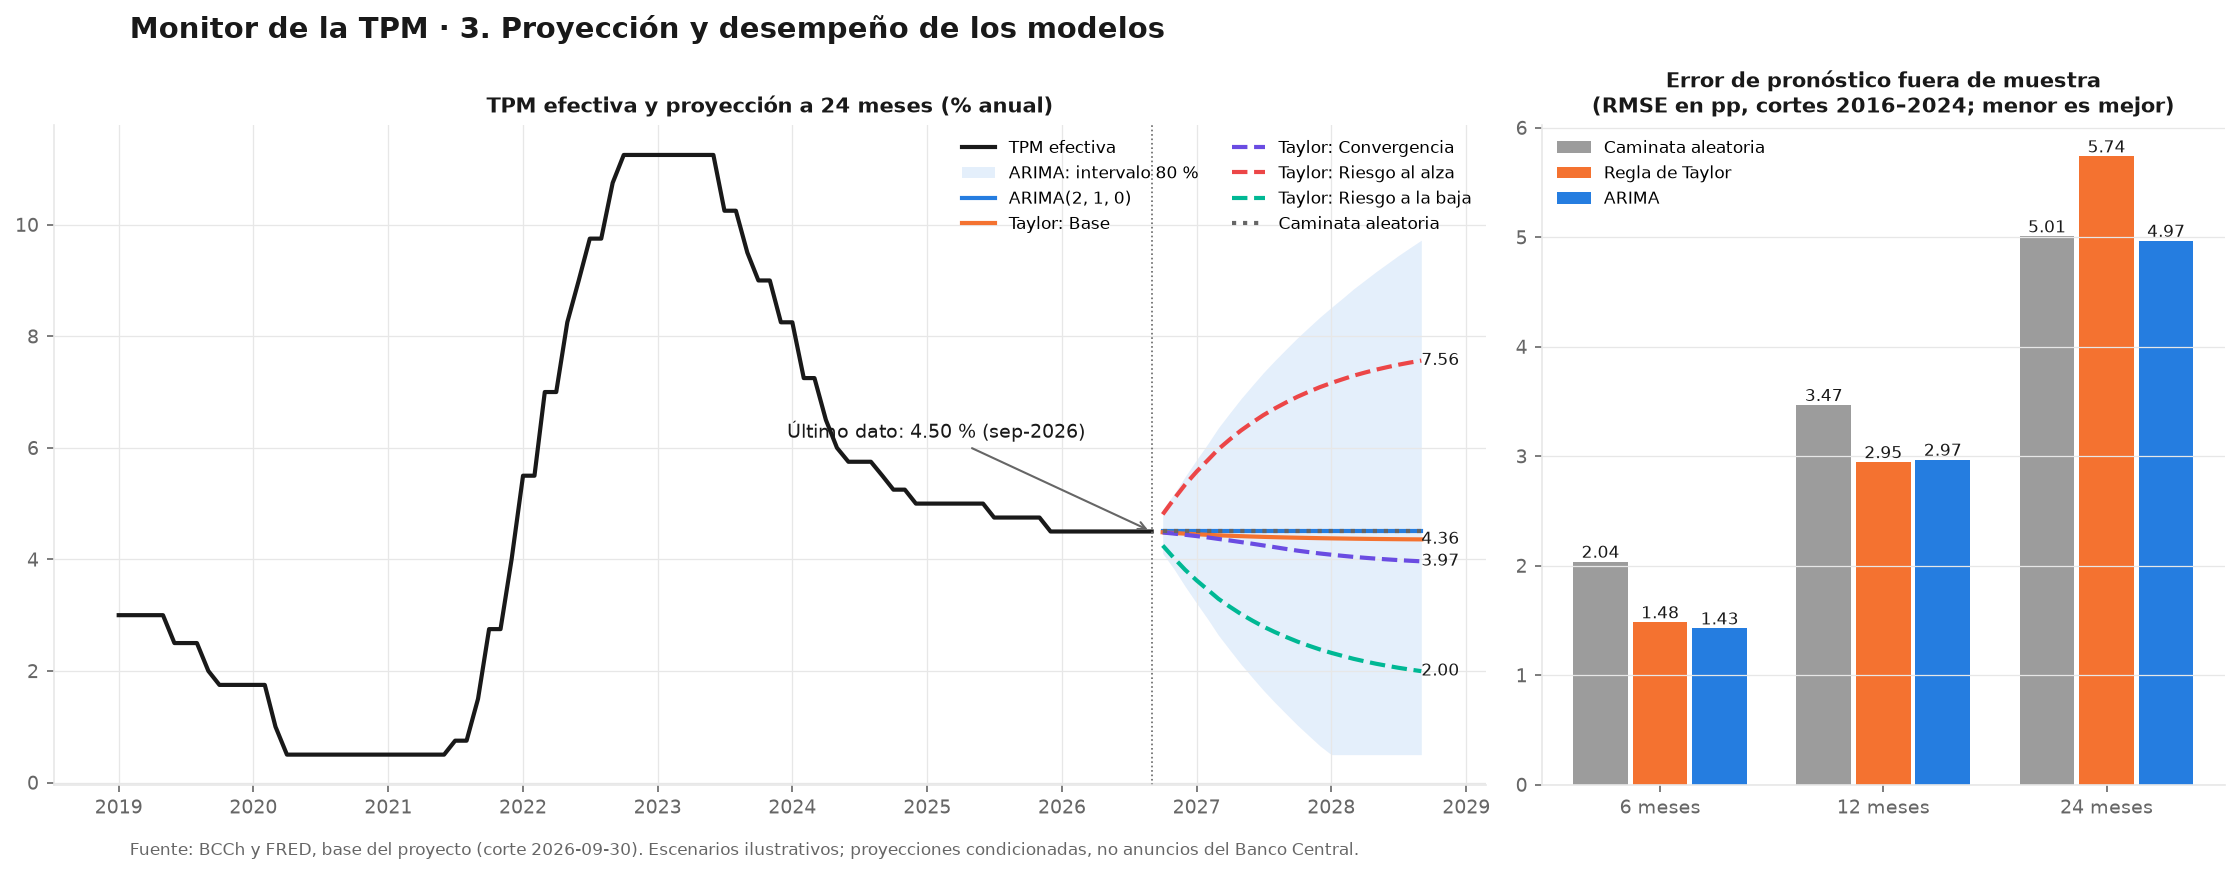 Monitor de la TPM · 3. Proyección y desempeño de los modelos
TPM efectiva y proyección a 24 meses (% anual)
TPM efectiva
ARIMA: intervalo 80 %
ARIMA(2, 1, 0)
Taylor: Base
Taylor: Convergencia
Taylor: Riesgo al alza
Taylor: Riesgo a la baja
Caminata aleatoria
10
8
6
4
2
0
Último dato: 4.50 % (sep-2026)
7.56
4.36
3.97
2.00
2019 2020 2021 2022 2023 2024 2025 2026 2027 2028 2029
Error de pronóstico fuera de muestra
(RMSE en pp, cortes 2016–2024; menor es mejor)
Caminata aleatoria
Regla de Taylor
ARIMA
6
5
4
3
2
1
0
2.04 1.48 1.43
3.47 2.95 2.97
5.01 5.74 4.97
6 meses 12 meses 24 meses
Fuente: BCCh y FRED, base del proyecto (corte 2026-09-30). Escenarios ilustrativos; proyecciones condicionadas, no anuncios del Banco Central.